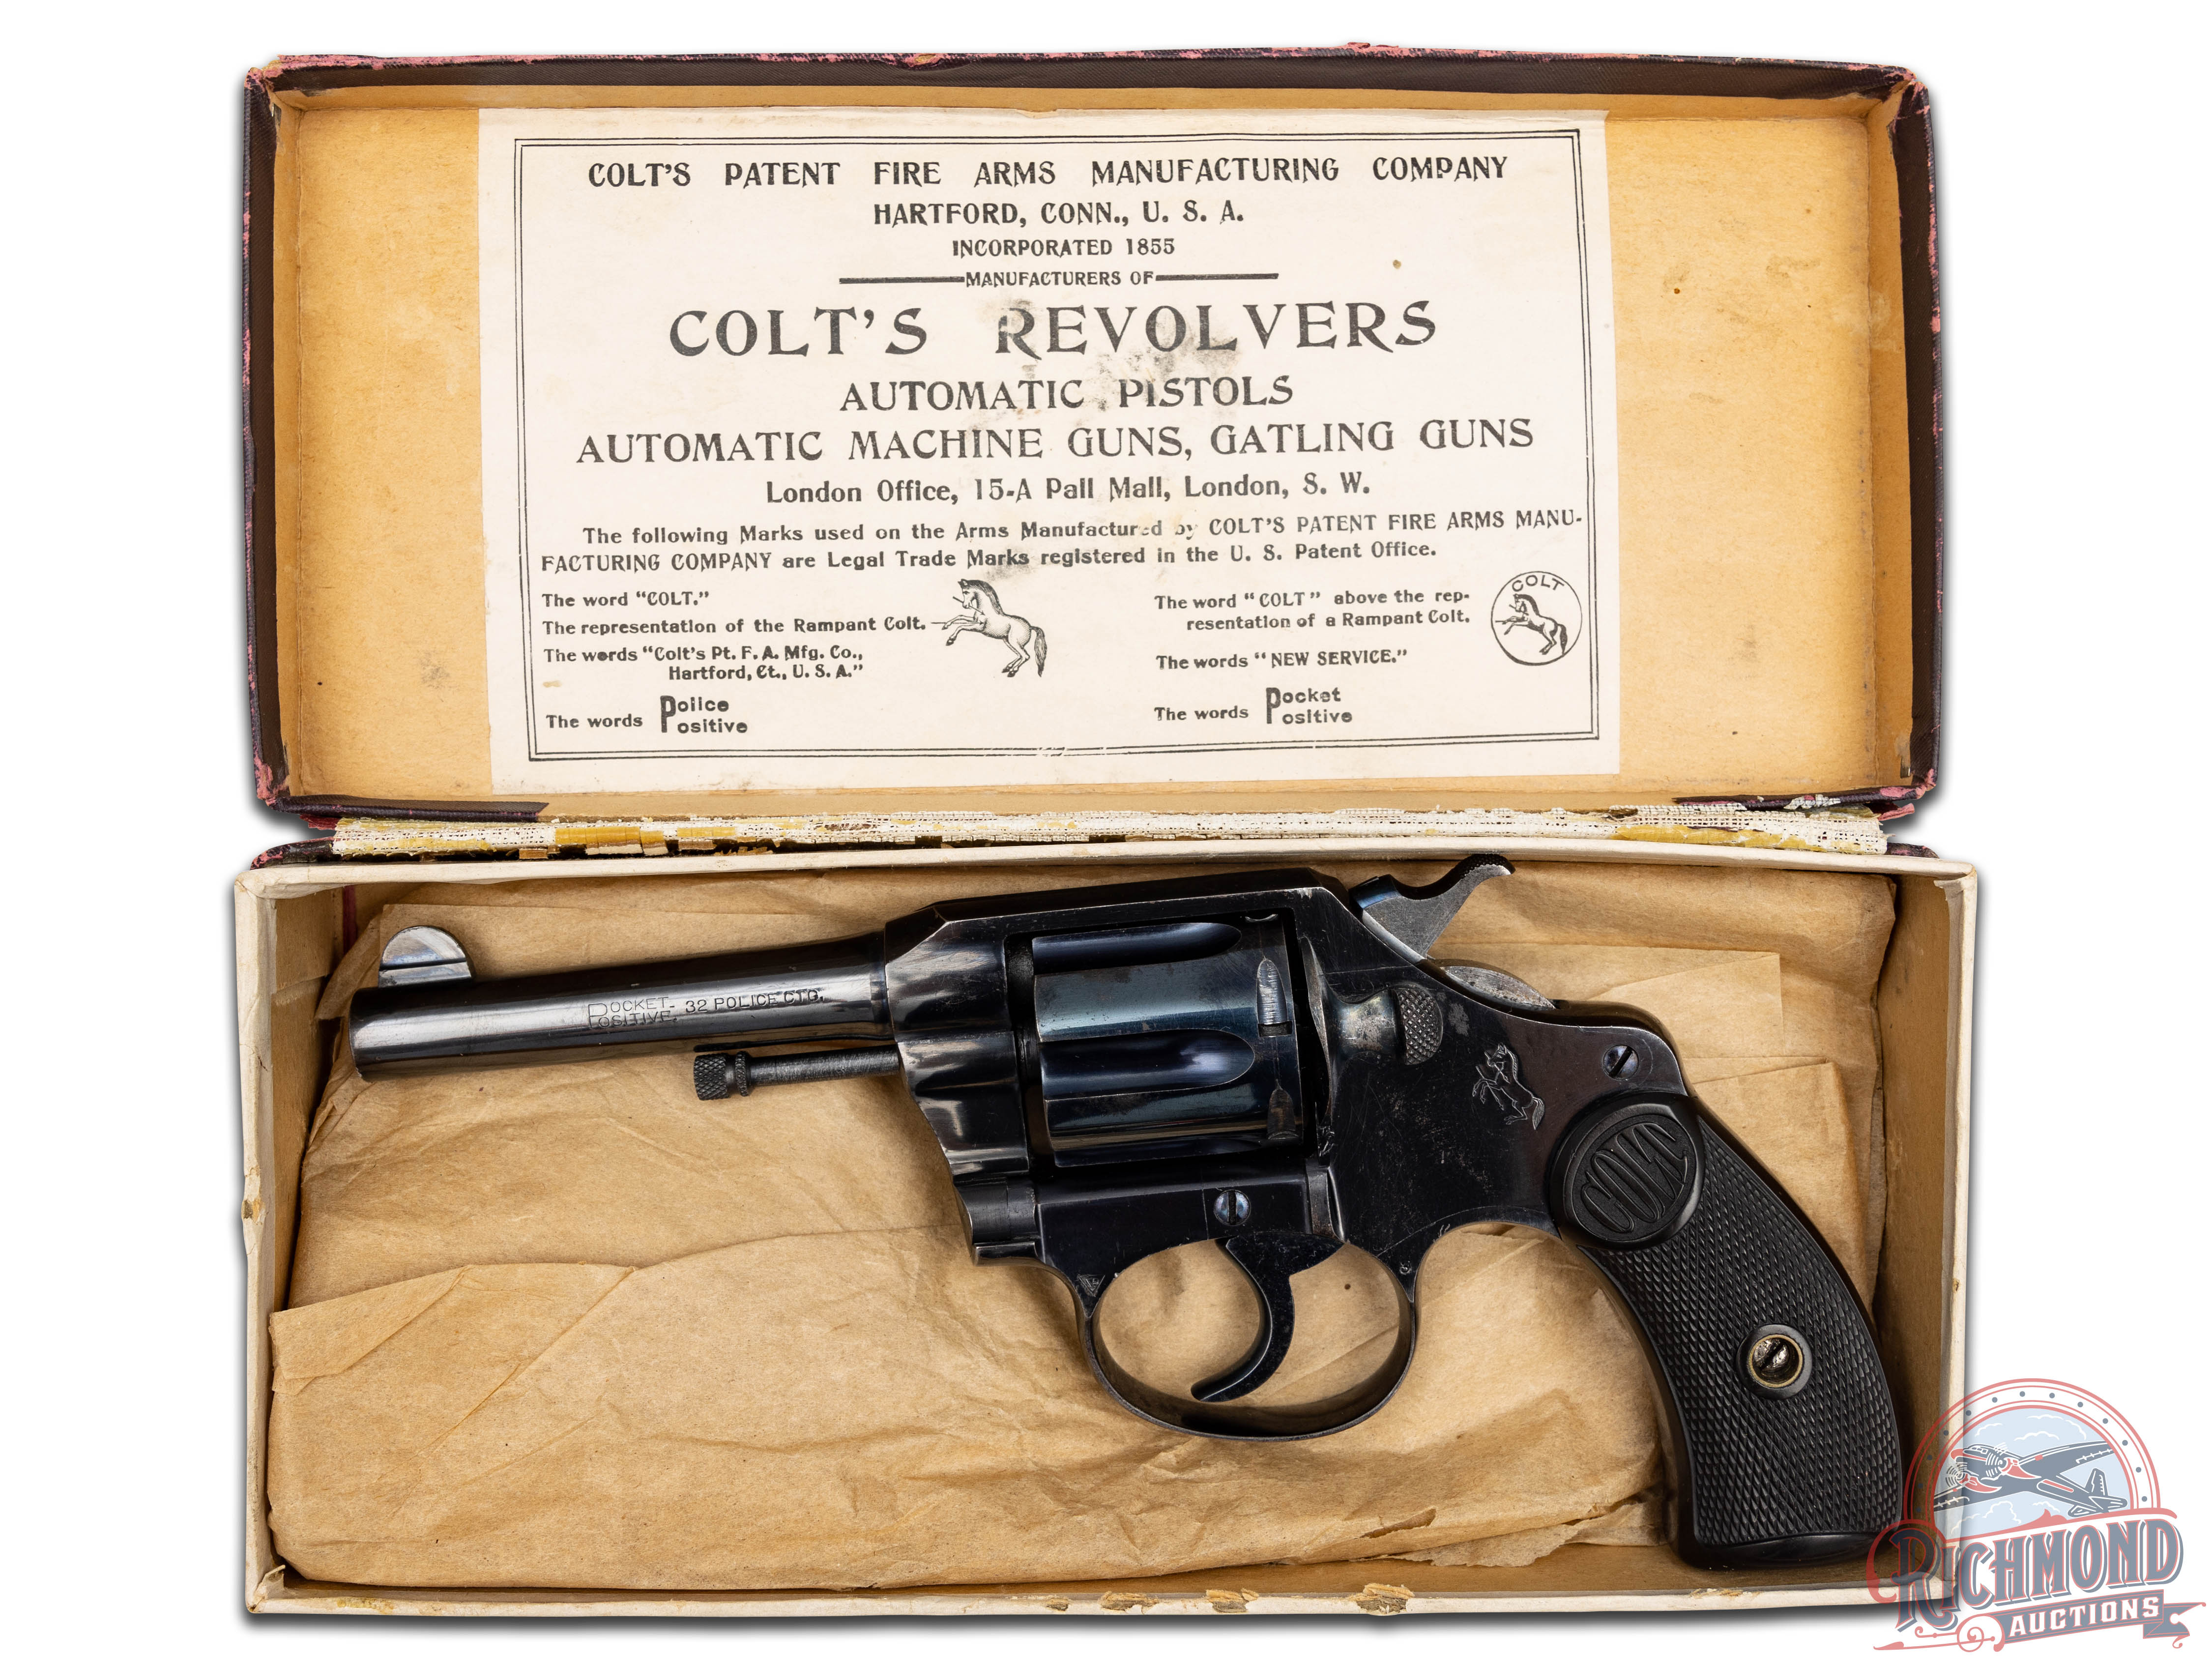 COLT'S PATENT FIRE ARMS MANUFACTURING COMPANY
HARTFORD, CONN., U. S. A.
INCORPORATED 1855
MANUFACTURERS OF
COLT'S REVOLVERS
AUTOMATIC PISTOLS
AUTOMATIC MACHINE GUNS, GATLING GUNS
London Office, 15-A Pall Mall, London, S. W.
The following Marks used on the Arms Manufactured by COLT'S PATENT FIRE ARMS MANU-
FACTURING COMPANY are Legal Trade Marks registered in the U. S. Patent Office.
The word "COLT."
The representation of the Rampant Colt.
The words "Colt's Pt. F. A. Mfg. Co.,
Hartford, Ct., U. S. A."
The words Police
Positive
The word "COLT" above the rep-
resentation of a Rampant Colt.
COLT
The words "NEW SERVICE."
The words Pocket
Positive
POCKET - 32 POLICE CTG.
POSITIVE
COLT
RICHMOND
AUCTIONS